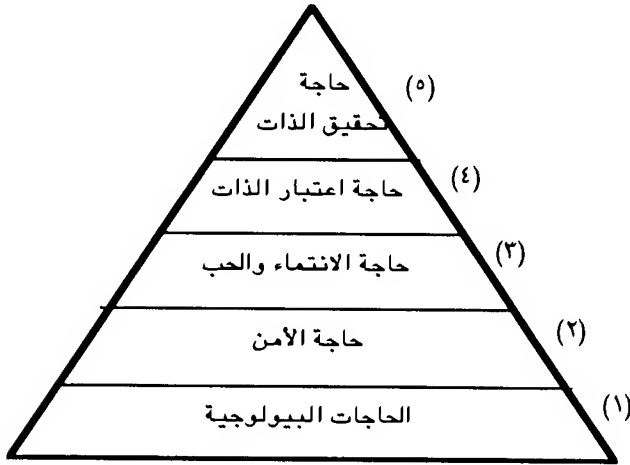 حاجة
تحقيق الذات (٥)
حاجة اعتبار الذات (٤)
حاجة الانتماء والحب (٣)
حاجة الأمن (٢)
الحاجات البيولوجية (١)